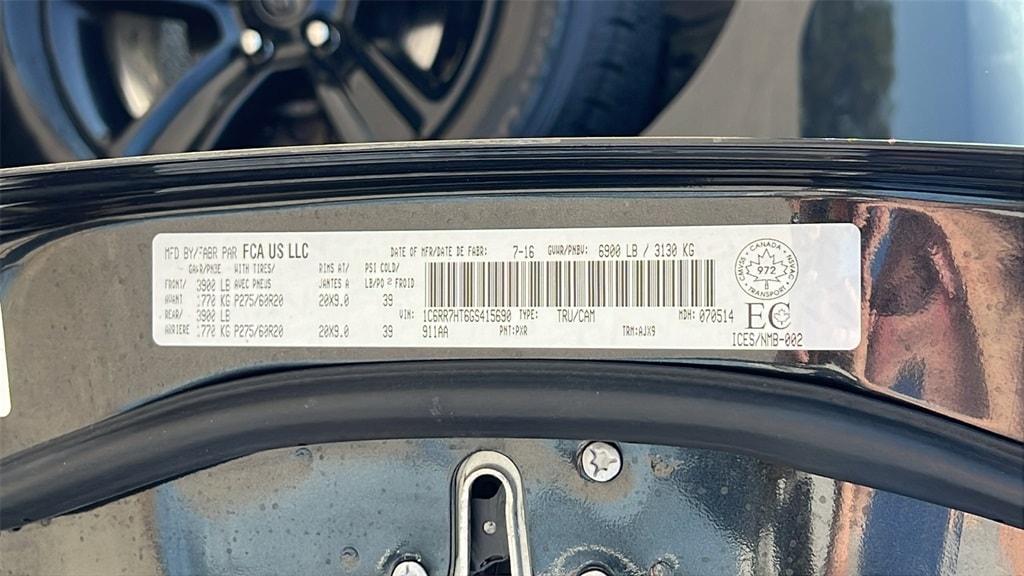 MFD BY/FABR PAR FCA US LLC DATE OF MFR/DATE DE FABR: 7-16 GVWR/PNBV: 6900 LB / 3130 KG
GAWR/PNBE WITH TIRES/ RIMS AT/ PSI COLD/
FRONT/ 3900 LB AVEC PNEUS JANTES A LB/PO2 FROID
AVANT 1770 KG P275/60R20 20X9.0 39
REAR/ 3900 LB VIN: 1C6RR7HT6GS415690 TYPE: TRU/CAM MDH: 070514
ARRIERE 1770 KG P275/60R20 20X9.0 39 911AA PNT: PXR TRM: AJX9
CANADA
CMVSS NSVAC
972
TRANSPORT
EC
ICES/NMB-002